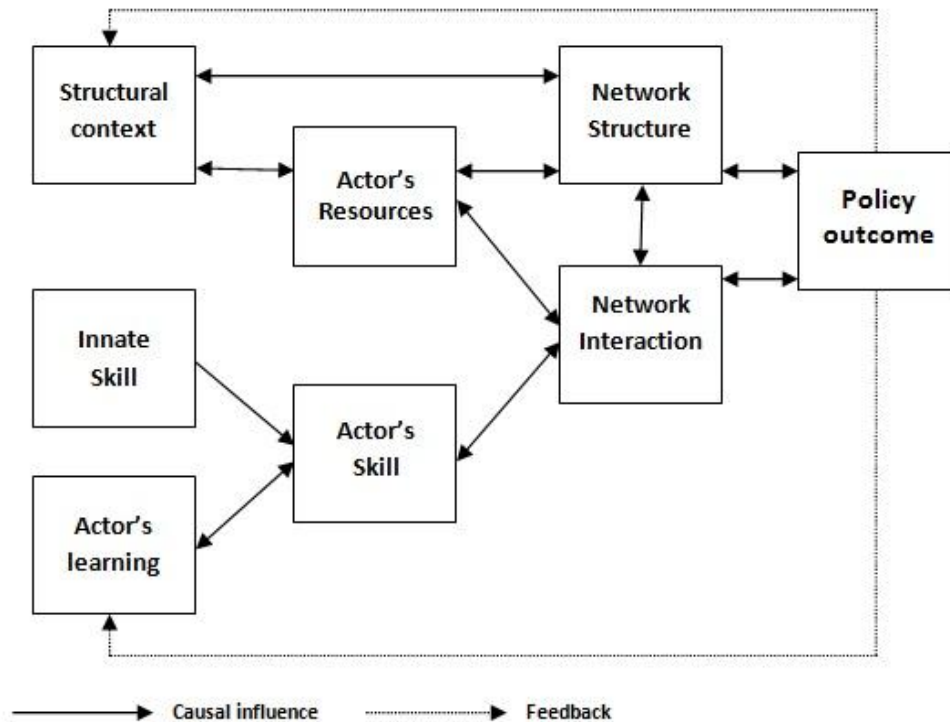 Structural
context
Network
Structure
Actor’s
Resources
Policy
outcome
Innate
Skill
Network
Interaction
Actor’s
Skill
Actor’s
learning
Causal influence
Feedback